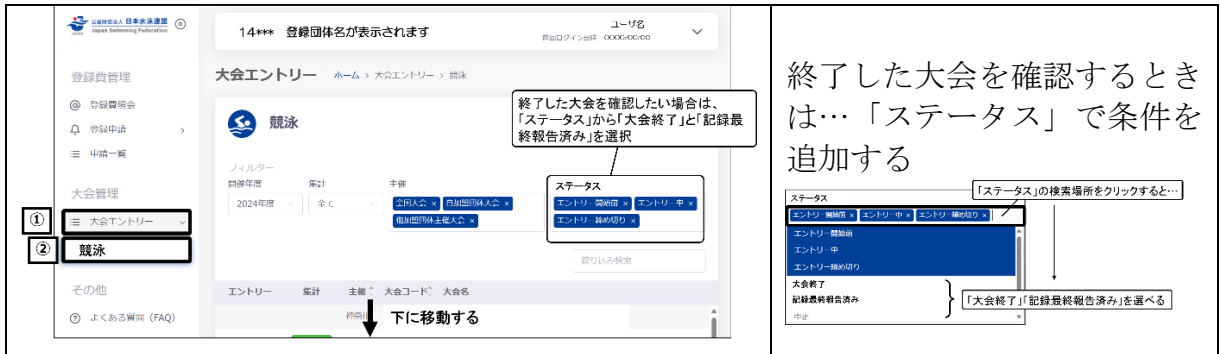 公益財団法人 日本水泳連盟
Japan Swimming Federation
14*** 登録団体名が表示されます
ユーザ名
前回ログイン日時 0000/00/00
登録費管理
登録費照会
登録申請
申請一覧
大会管理
①
大会エントリー
②
競泳
その他
よくある質問 (FAQ)
大会エントリー ホーム > 大会エントリー > 競泳
競泳
終了した大会を確認したい場合は、
「ステータス」から「大会終了」と「記録最
終報告済み」を選択
フィルター
開催年度 集計 主催 ステータス
2024年度 全て 全国大会 × 自加盟団体大会 × エントリー開始前 × エントリー中 ×
他加盟団体主催大会 × エントリー締め切り ×
絞り込み検索
エントリー 集計 主催 大会コード 大会名
下に移動する
終了した大会を確認するとき
は…「ステータス」で条件を
追加する
ステータス
「ステータス」の検索場所をクリックすると…
エントリー開始前 × エントリー中 × エントリー締め切り ×
エントリー開始前
エントリー中
エントリー締め切り
大会終了
記録最終報告済み
「大会終了」「記録最終報告済み」を選べる
中止